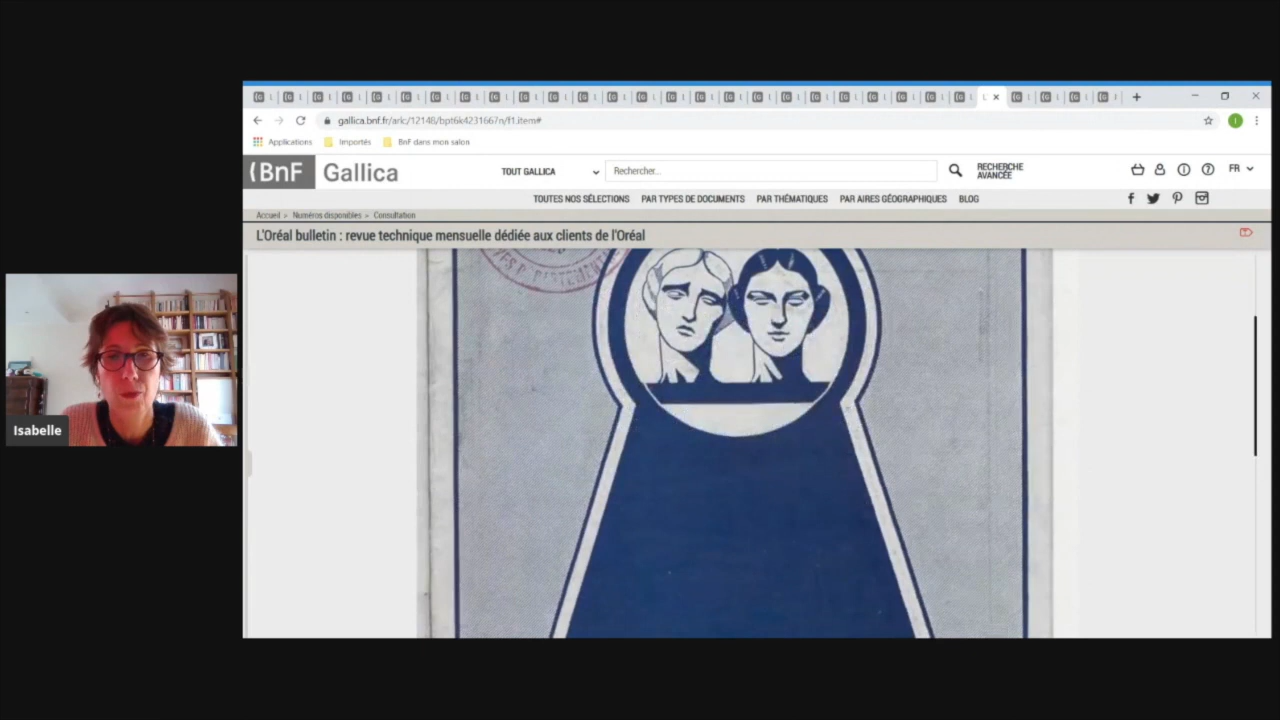 gallica.bnf.fr/ark:/12148/bpt6k4231667n/f1.item#
Applications Importés BnF dans mon salon
(BnF Gallica
TOUT GALLICA Rechercher... RECHERCHE
AVANCÉE
FR
TOUTES NOS SÉLECTIONS PAR TYPES DE DOCUMENTS PAR THÉMATIQUES PAR AIRES GÉOGRAPHIQUES BLOG
Accueil » Numéros disponibles » Consultation
L'Oréal bulletin : revue technique mensuelle dédiée aux clients de l'Oréal
Isabelle